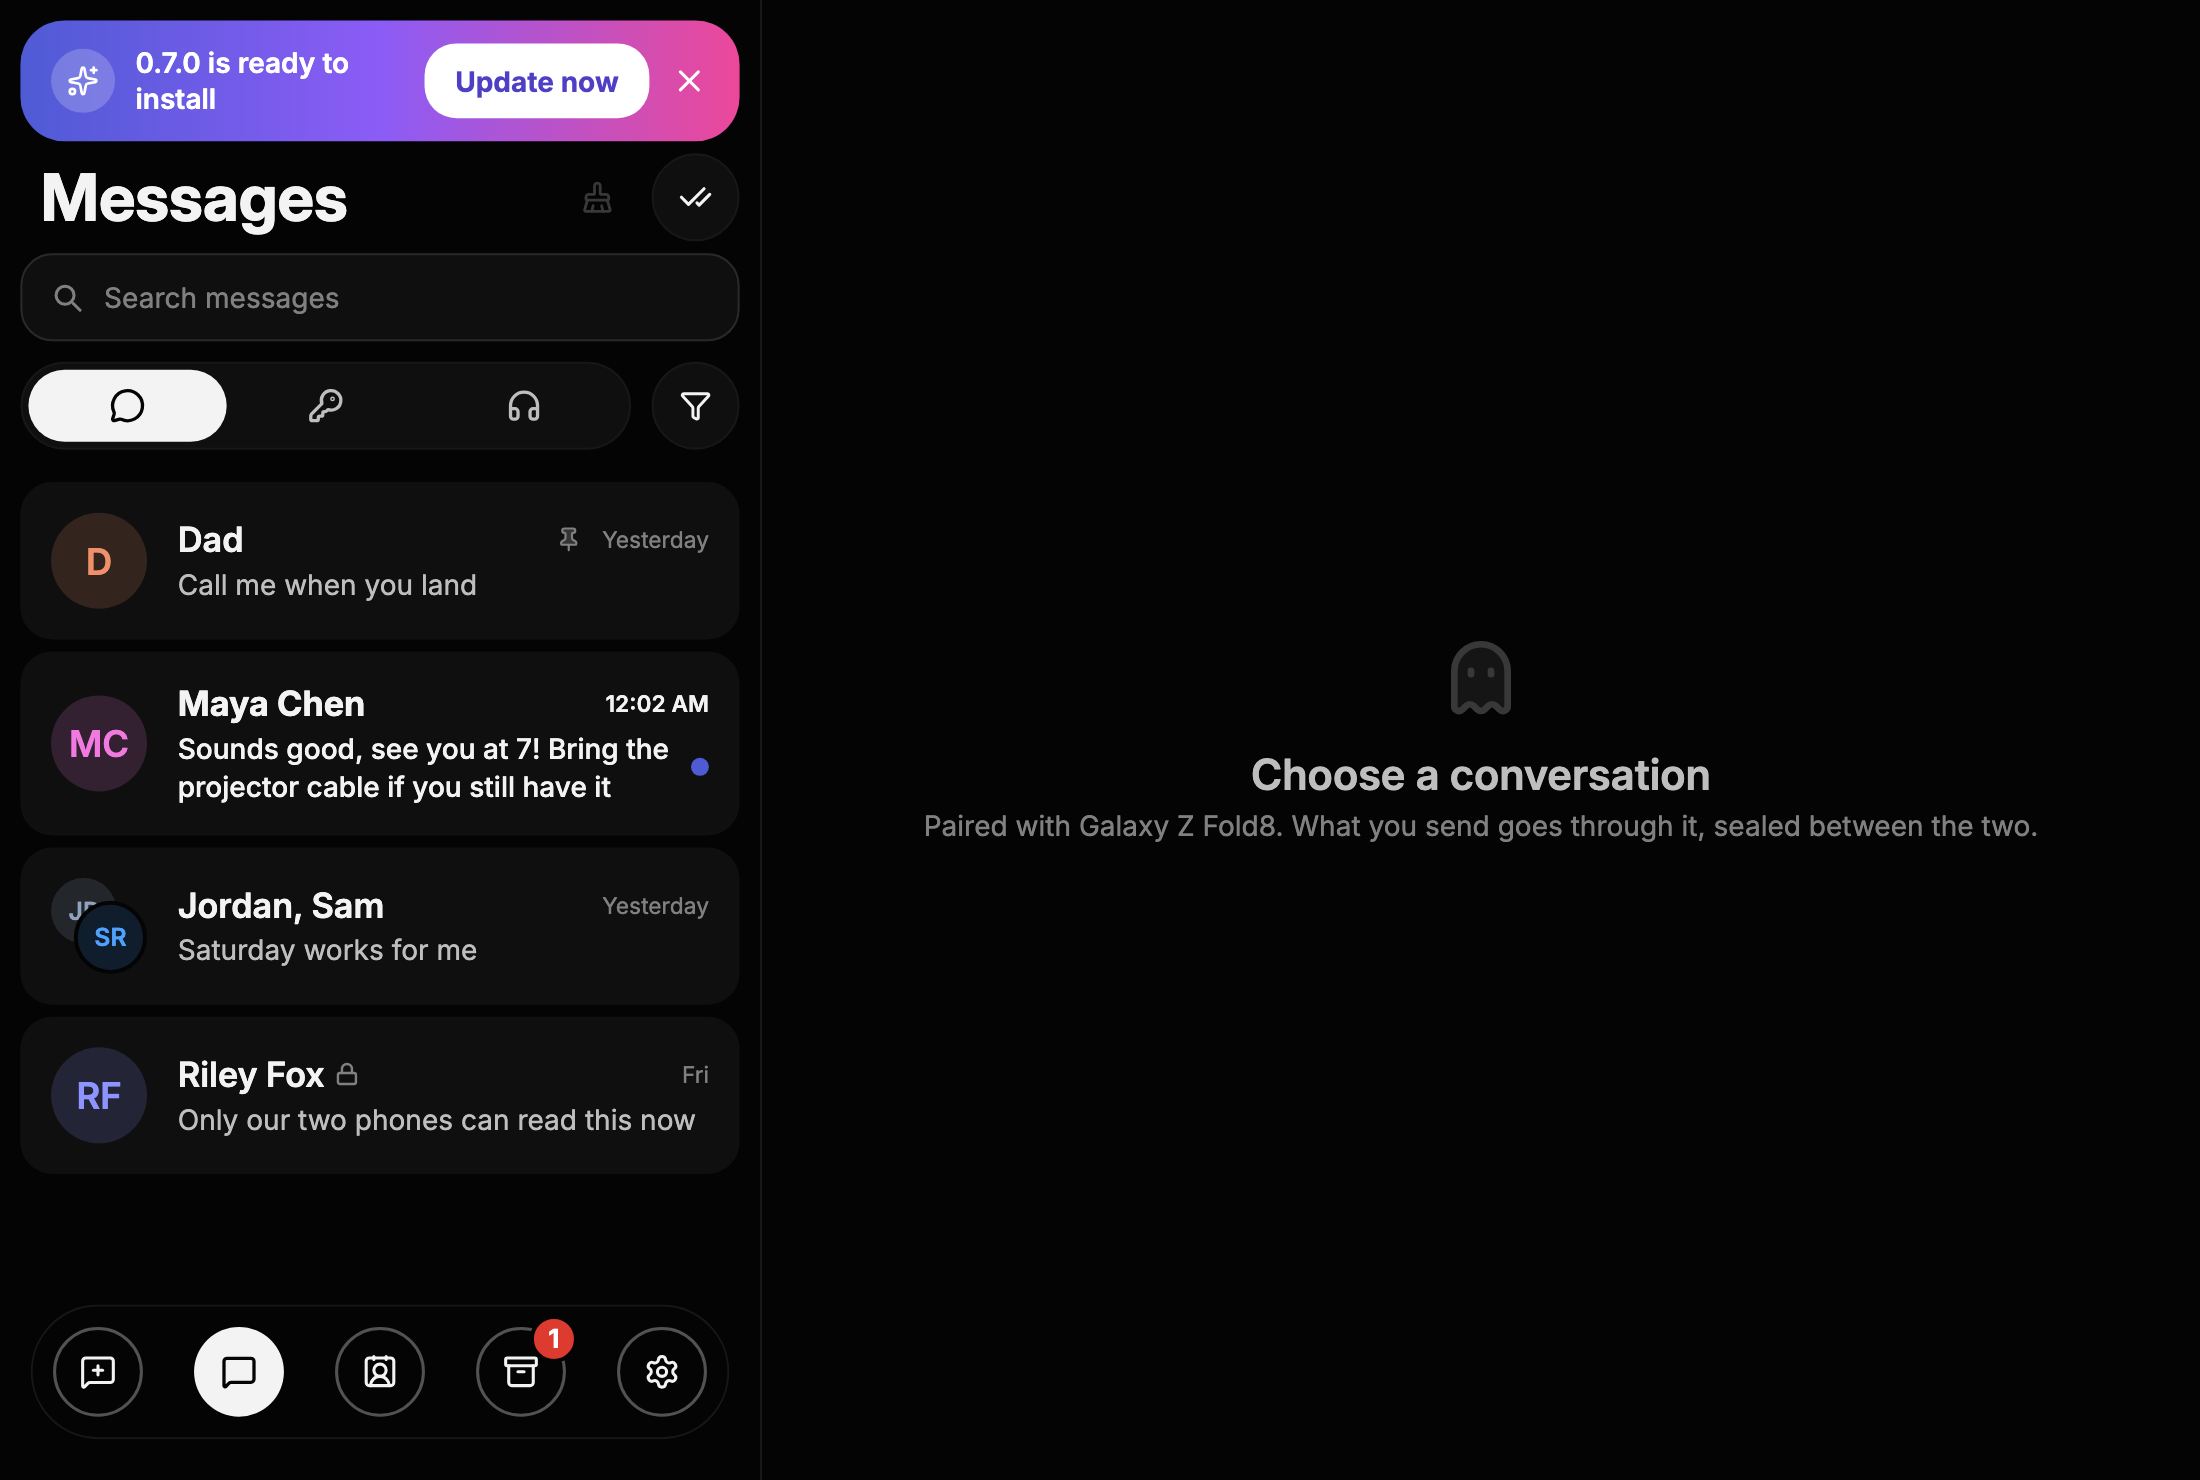 0.7.0 is ready to
install
Update now
Messages
Search messages
D
Dad
Yesterday
Call me when you land
MC
Maya Chen
12:02 AM
Sounds good, see you at 7! Bring the
projector cable if you still have it
SR
Jordan, Sam
Yesterday
Saturday works for me
RF
Riley Fox
Fri
Only our two phones can read this now
1
Choose a conversation
Paired with Galaxy Z Fold8. What you send goes through it, sealed between the two.